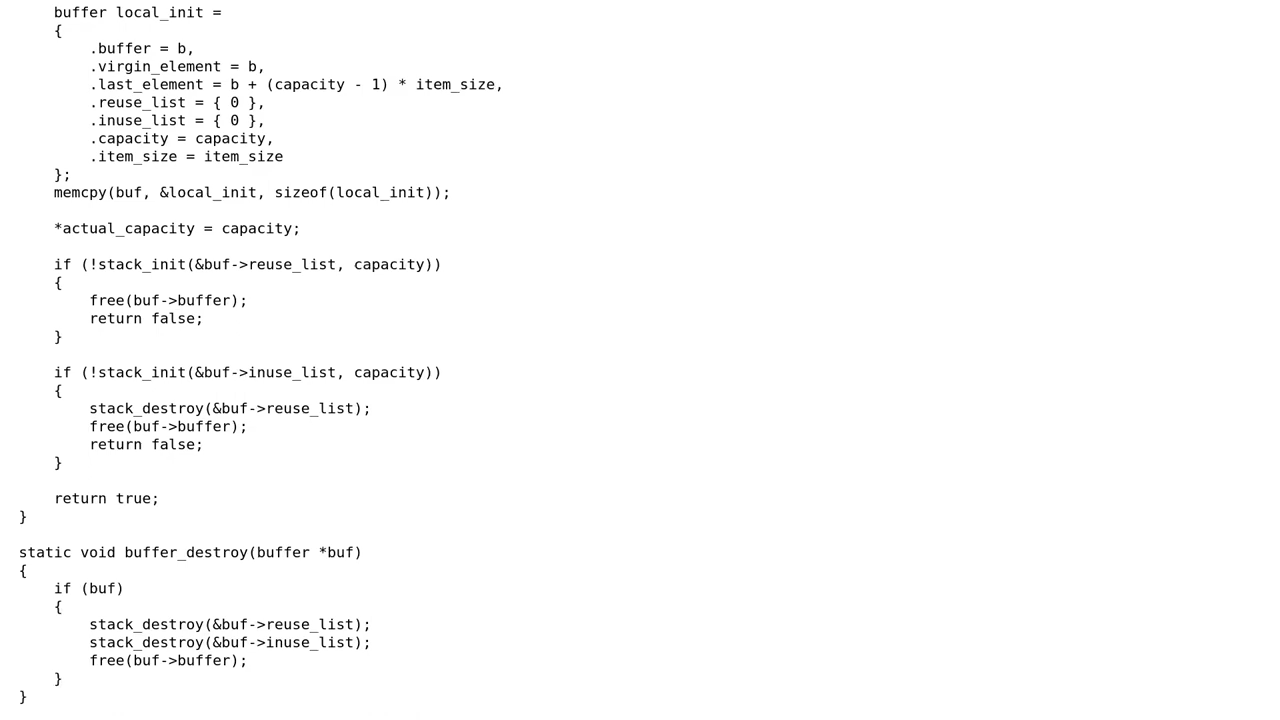 buffer local_init =
    {
        .buffer = b,
        .virgin_element = b,
        .last_element = b + (capacity - 1) * item_size,
        .reuse_list = { 0 },
        .inuse_list = { 0 },
        .capacity = capacity,
        .item_size = item_size
    };
    memcpy(buf, &local_init, sizeof(local_init));

    *actual_capacity = capacity;

    if (!stack_init(&buf->reuse_list, capacity))
    {
        free(buf->buffer);
        return false;
    }

    if (!stack_init(&buf->inuse_list, capacity))
    {
        stack_destroy(&buf->reuse_list);
        free(buf->buffer);
        return false;
    }

    return true;
}

static void buffer_destroy(buffer *buf)
{
    if (buf)
    {
        stack_destroy(&buf->reuse_list);
        stack_destroy(&buf->inuse_list);
        free(buf->buffer);
    }
}